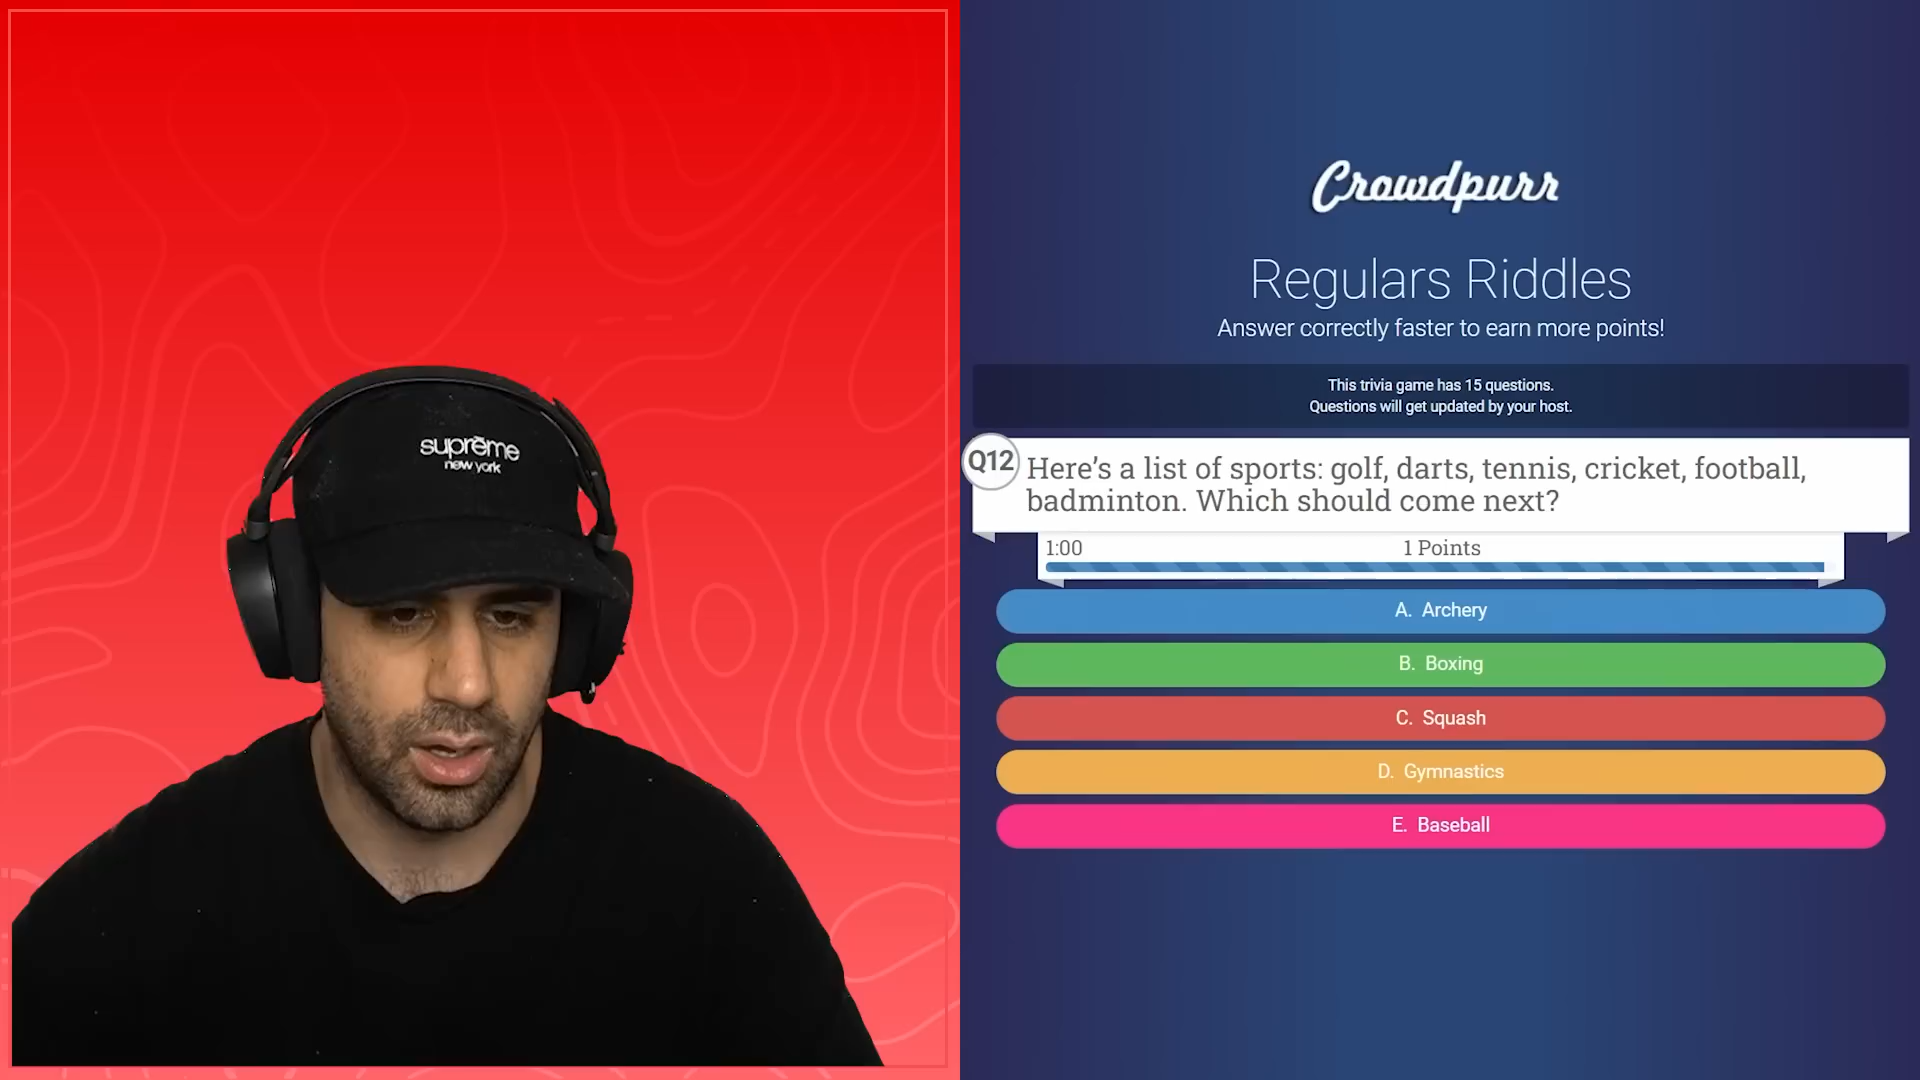 suprēme
new york
Crowdpurr
Regulars Riddles
Answer correctly faster to earn more points!
This trivia game has 15 questions.
Questions will get updated by your host.
Q12
Here’s a list of sports: golf, darts, tennis, cricket, football,
badminton. Which should come next?
1:00 1 Points
A. Archery
B. Boxing
C. Squash
D. Gymnastics
E. Baseball